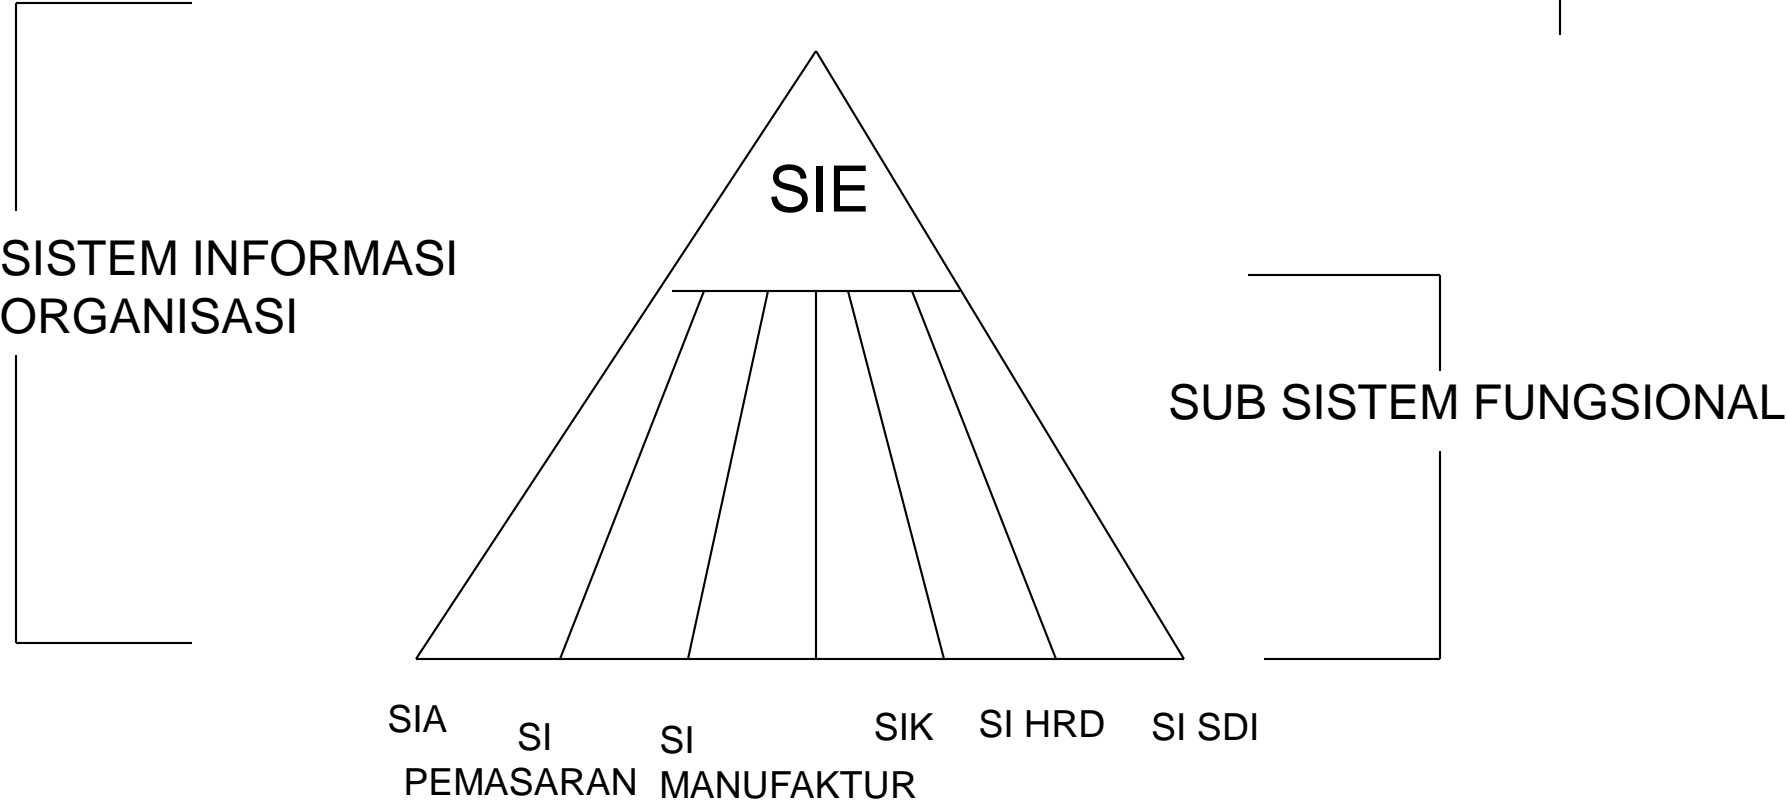 SIE
SISTEM INFORMASI
ORGANISASI
SUB SISTEM FUNGSIONAL
SIA
SI
PEMASARAN
SI
MANUFAKTUR
SIK
SI HRD
SI SDI